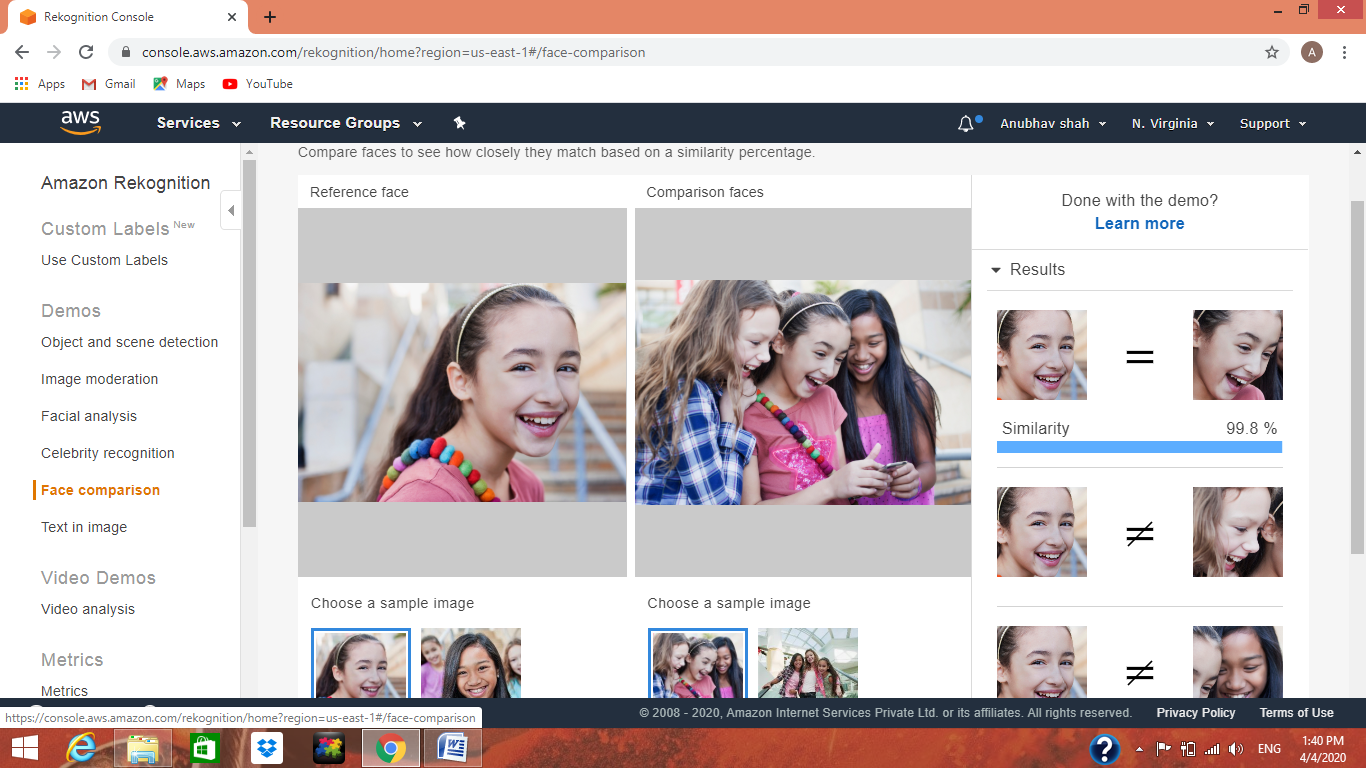 Rekognition Console
console.aws.amazon.com/rekognition/home?region=us-east-1#/face-comparison
A
Apps Gmail Maps YouTube
aws Services Resource Groups Anubhav shah N. Virginia Support
Compare faces to see how closely they match based on a similarity percentage.
Amazon Rekognition
Custom Labels New
Use Custom Labels
Demos
Object and scene detection
Image moderation
Facial analysis
Celebrity recognition
Face comparison
Text in image
Video Demos
Video analysis
Metrics
Metrics
Reference face
Comparison faces
Choose a sample image
Choose a sample image
Done with the demo?
Learn more
Results
=
Similarity 99.8 %
≠
≠
https://console.aws.amazon.com/rekognition/home?region=us-east-1#/face-comparison
© 2008 - 2020, Amazon Internet Services Private Ltd. or its affiliates. All rights reserved. Privacy Policy Terms of Use
ENG
1:40 PM
4/4/2020